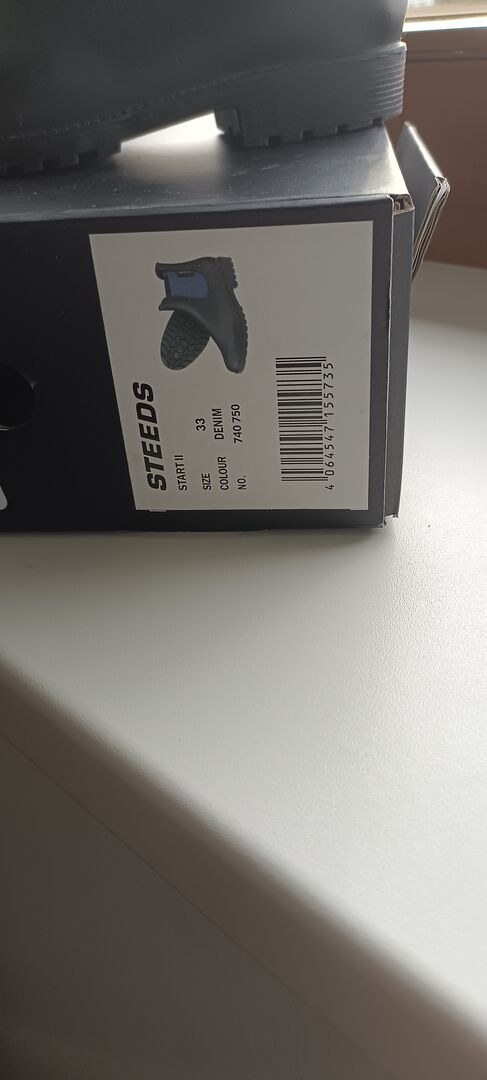 STEEDS
START II
SIZE 33
COLOUR DENIM
NO. 740 750
4 064547 155735